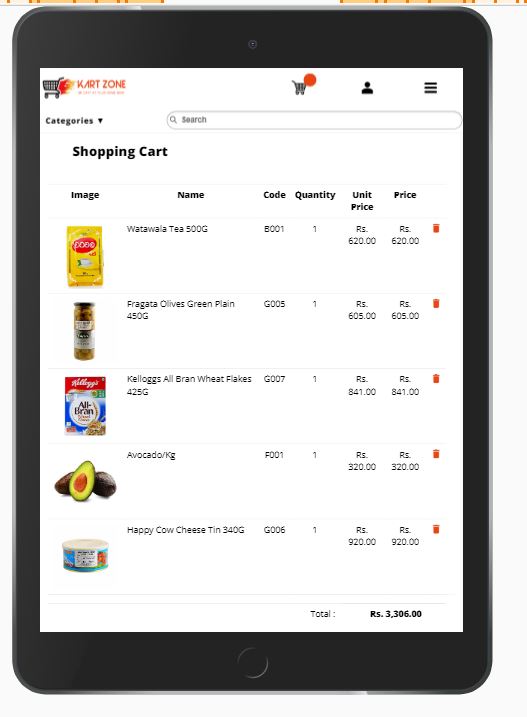 KART ZONE
Categories ▼
Search
Shopping Cart
Image Name Code Quantity Unit Price Price
Watawala Tea 500G B001 1 Rs. 620.00 Rs. 620.00
Fragata Olives Green Plain 450G G005 1 Rs. 605.00 Rs. 605.00
Kelloggs All Bran Wheat Flakes 425G G007 1 Rs. 841.00 Rs. 841.00
Kellogg's
All-Bran
Avocado/Kg F001 1 Rs. 320.00 Rs. 320.00
Happy Cow Cheese Tin 340G G006 1 Rs. 920.00 Rs. 920.00
Total : Rs. 3,306.00